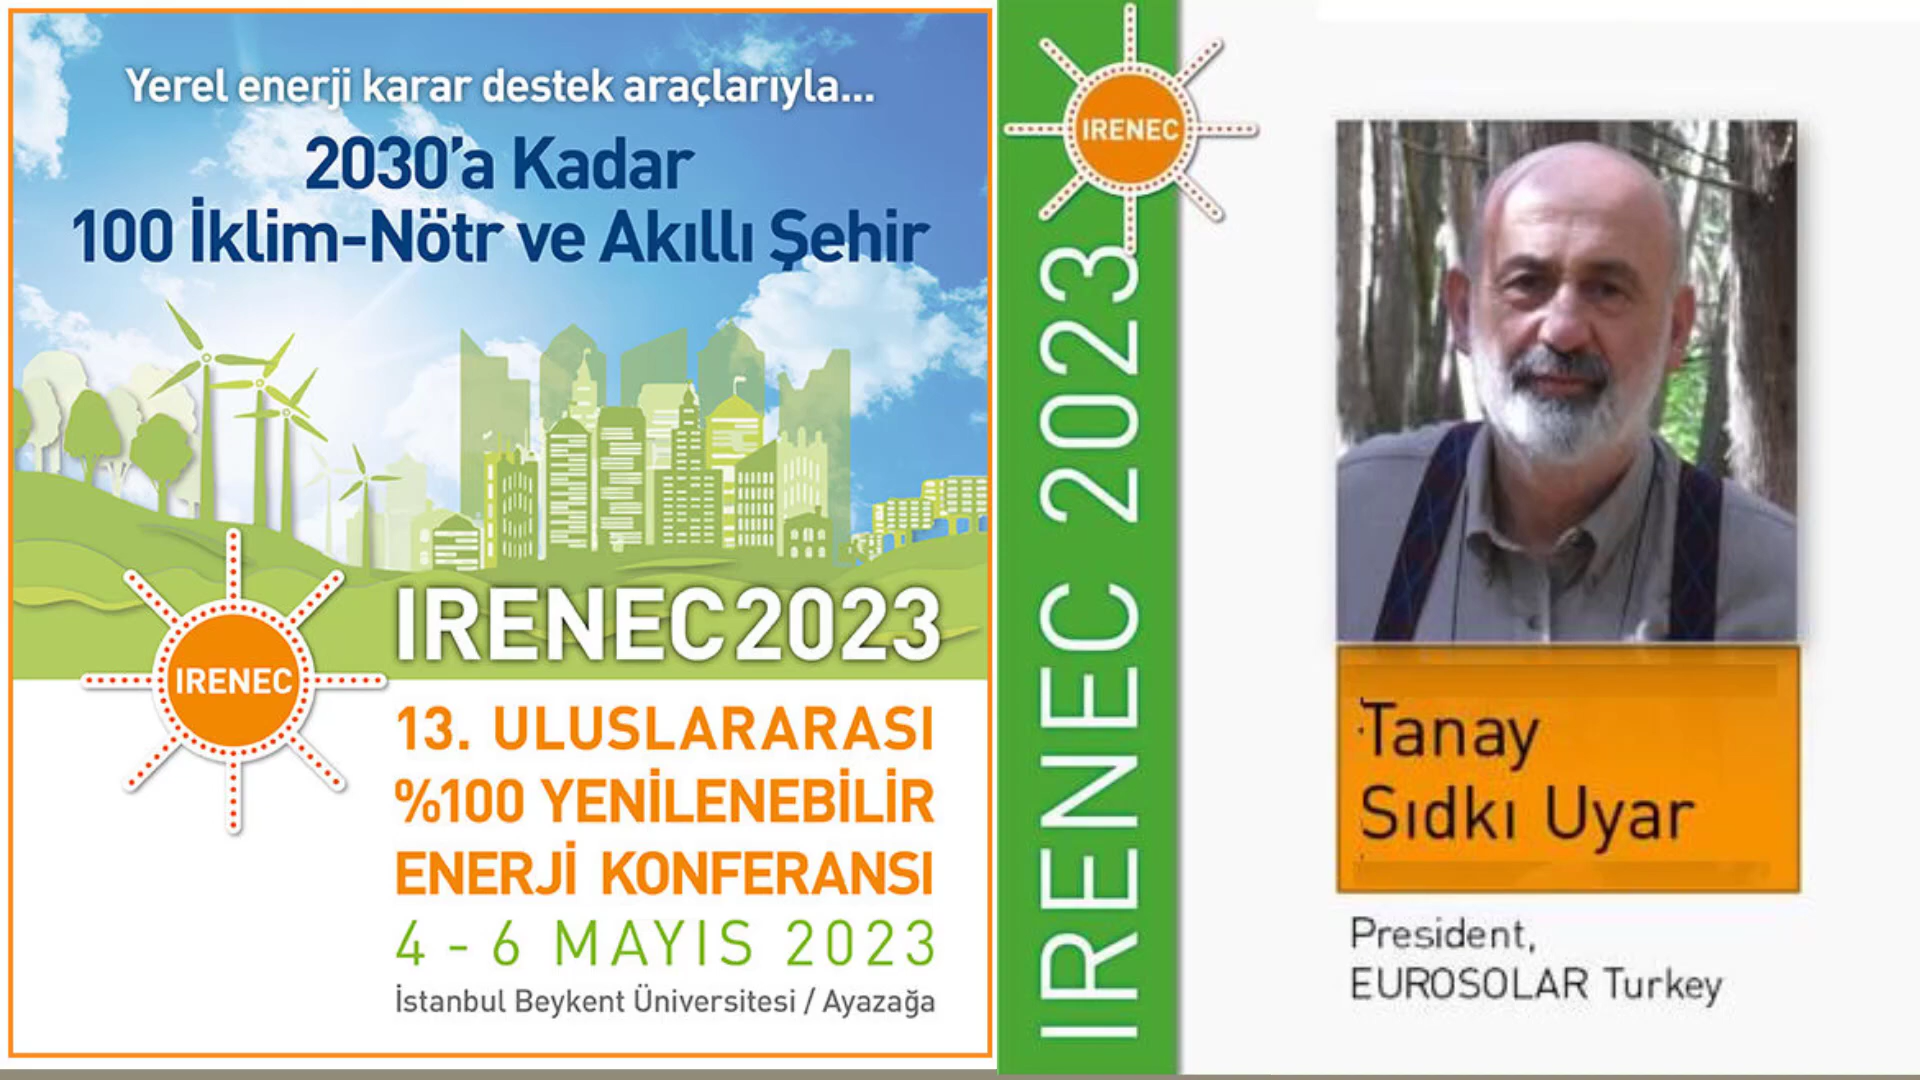 Yerel enerji karar destek araçlarıyla...
2030'a Kadar
100 İklim-Nötr ve Akıllı Şehir
IRENEC 2023
IRENEC
13. ULUSLARARASI
%100 YENİLENEBİLİR
ENERJİ KONFERANSI
4 - 6 MAYIS 2023
İstanbul Beykent Üniversitesi / Ayazağa
IRENEC
IRENEC 2023
Tanay
Sıdkı Uyar
President,
EUROSOLAR Turkey